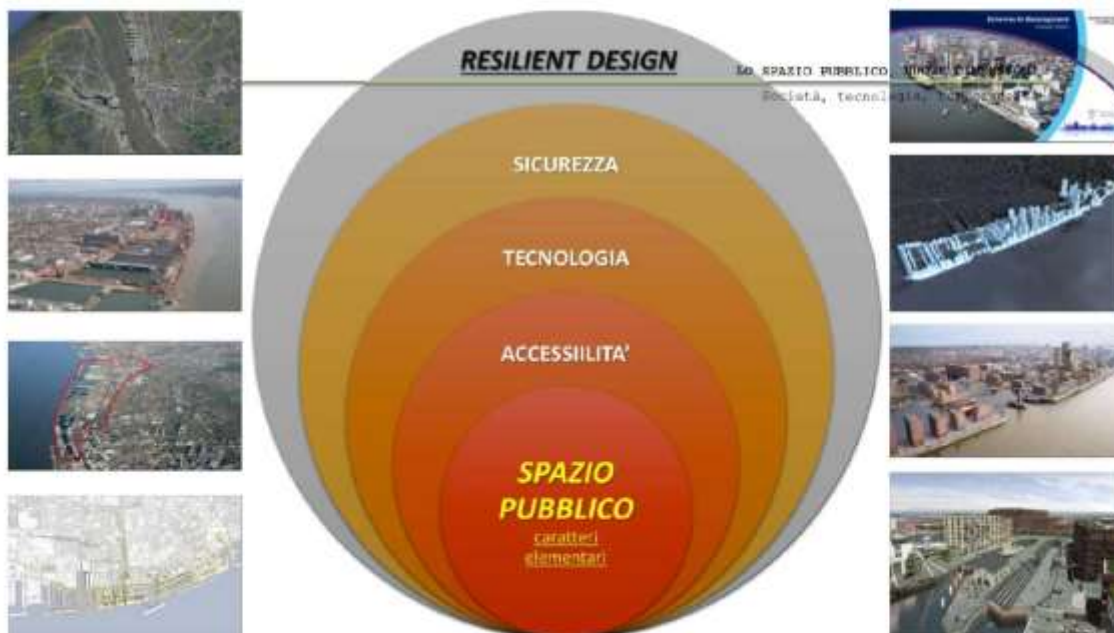 RESILIENT DESIGN
Lo SPAZIO PUBBLICO,
Società, tecnologia,
SICUREZZA
TECNOLOGIA
ACCESSIILITA'
SPAZIO
PUBBLICO
caratteri
elementari